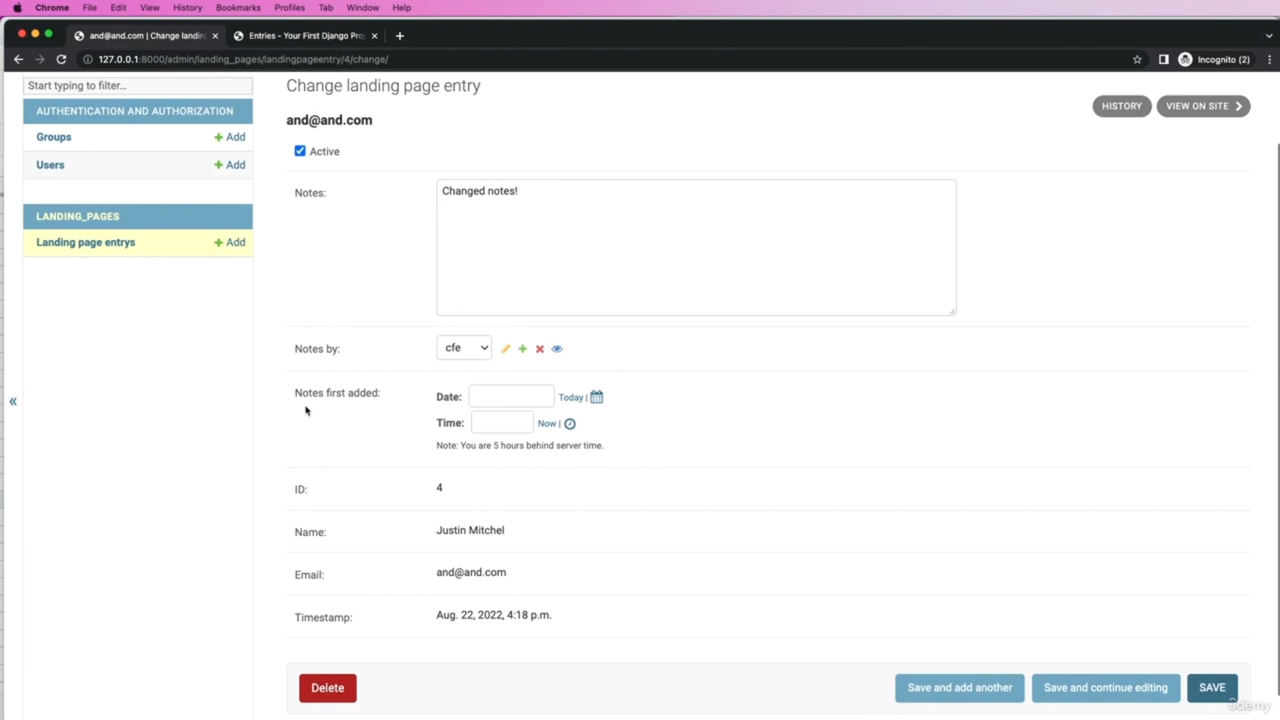 Chrome File Edit View History Bookmarks Profiles Tab Window Help
and@and.com | Change landin Entries - Your First Django Pro
127.0.0.1:8000/admin/landing_pages/landingpageentry/4/change/ Incognito (2)
Start typing to filter...
AUTHENTICATION AND AUTHORIZATION
Groups + Add
Users + Add
LANDING_PAGES
Landing page entrys + Add
«
Change landing page entry
HISTORY VIEW ON SITE
and@and.com
Active
Notes: Changed notes!
Notes by: cfe
Notes first added: Date: Today |
Time: Now |
Note: You are 5 hours behind server time.
ID: 4
Name: Justin Mitchel
Email: and@and.com
Timestamp: Aug. 22, 2022, 4:18 p.m.
Delete Save and add another Save and continue editing SAVE
ûdemy